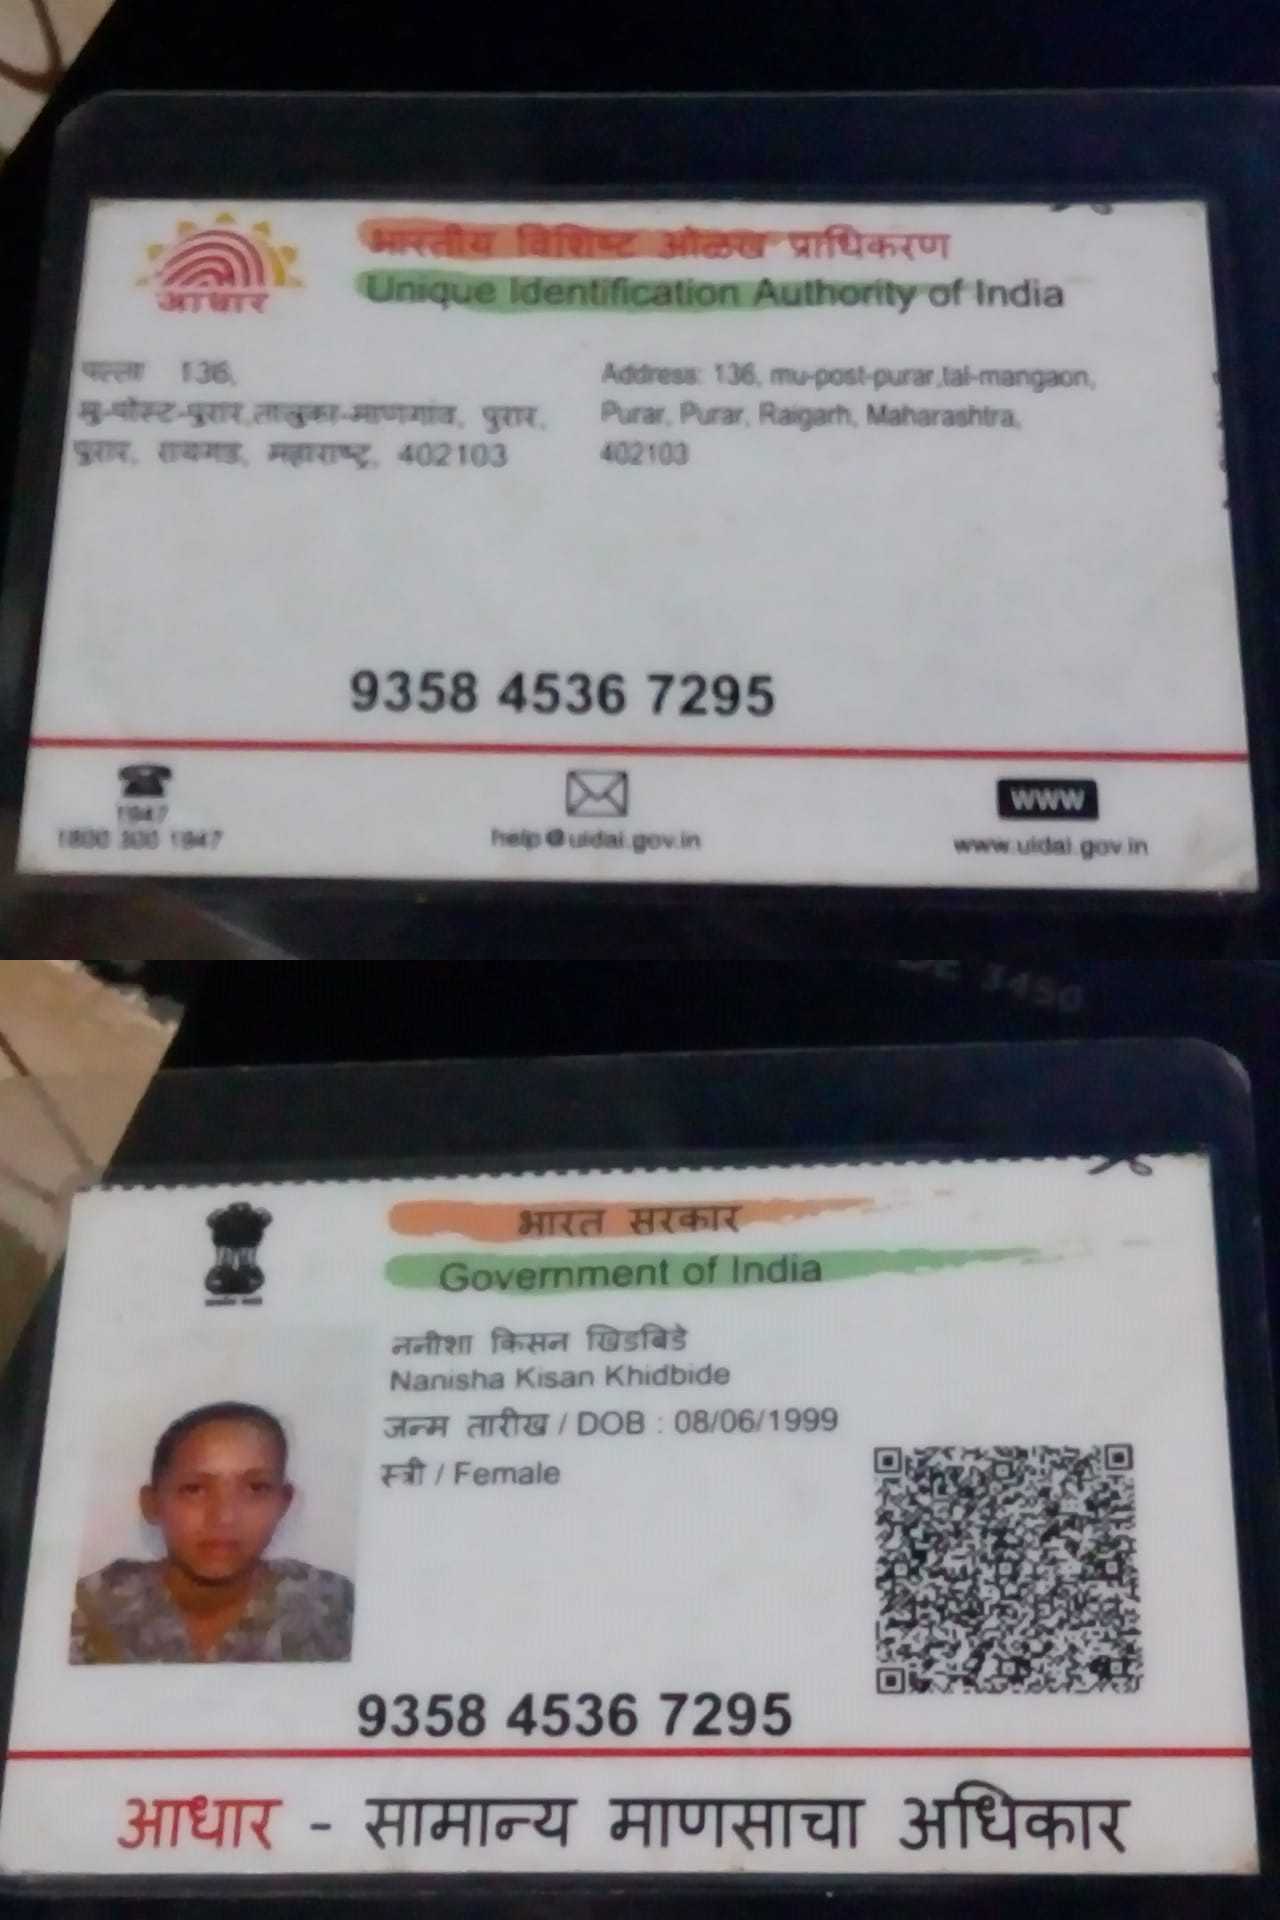 आधार
भारतीय विशिष्ट ओळख प्राधिकरण
Unique Identification Authority of India
पत्ता 136,
मु-पोस्ट-पुरार,तालुका-माणगांव, पुरार,
पुरार, रायगड, महाराष्ट्र, 402103
Address: 136, mu-post-purar,tal-mangaon,
Purar, Purar, Raigarh, Maharashtra,
402103
9358 4536 7295
1947
1800 300 1947
help@uidai.gov.in
www
www.uidai.gov.in
3450
भारत सरकार
Government of India
ननीशा किसन खिडबिडे
Nanisha Kisan Khidbide
जन्म तारीख / DOB : 08/06/1999
स्त्री / Female
9358 4536 7295
आधार - सामान्य माणसाचा अधिकार